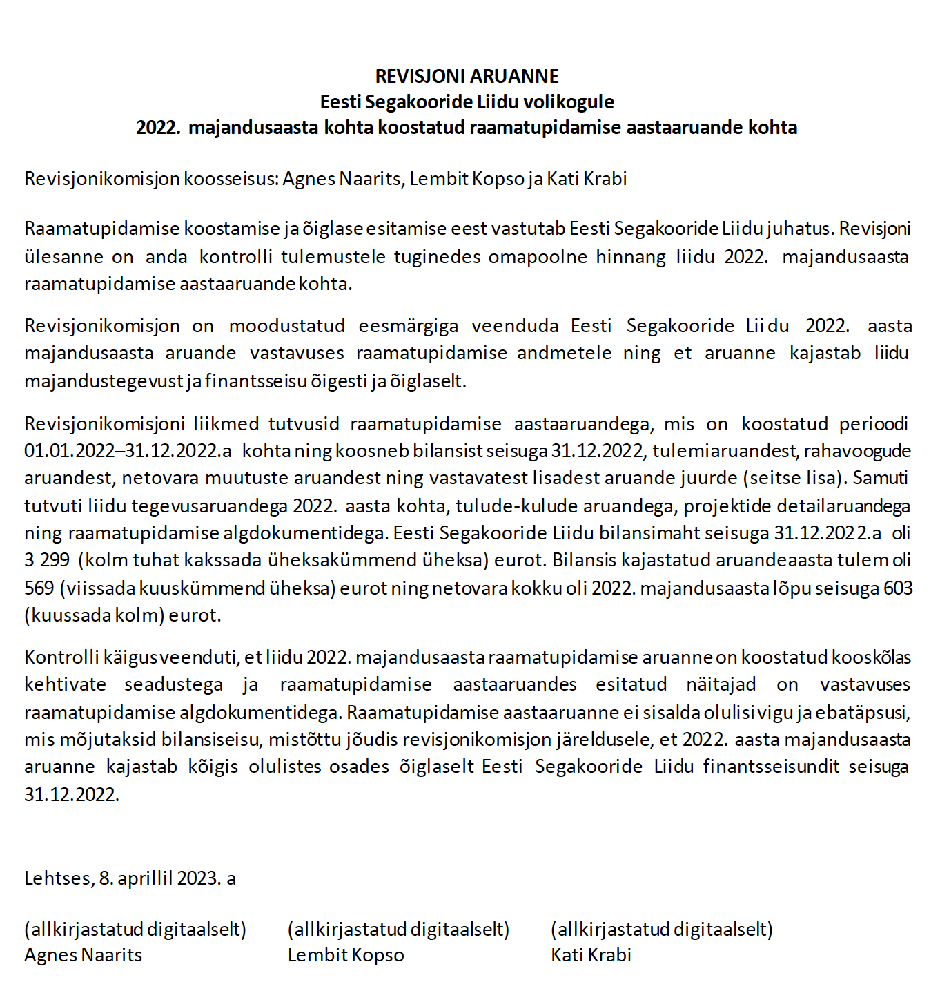 REVISJONI ARUANNE
Eesti Segakooride Liidu volikogule
2022. majandusaasta kohta koostatud raamatupidamise aastaaruande kohta
Revisjonikomisjon koosseisus: Agnes Naarits, Lembit Kopso ja Kati Krabi
Raamatupidamise koostamise ja õiglase esitamise eest vastutab Eesti Segakooride Liidu juhatus. Revisjoni
ülesanne on anda kontrolli tulemustele tuginedes omapoolne hinnang liidu 2022. majandusaasta
raamatupidamise aastaaruande kohta.
Revisjonikomisjon on moodustatud eesmärgiga veenduda Eesti Segakooride Liidu 2022. aasta
majandusaasta aruande vastavuses raamatupidamise andmetele ning et aruanne kajastab liidu
majandustegevust ja finantsseisu õigesti ja õiglaselt.
Revisjonikomisjoni liikmed tutvusid raamatupidamise aastaaruandega, mis on koostatud perioodi
01.01.2022–31.12.2022.a kohta ning koosneb bilansist seisuga 31.12.2022, tulemiaruandest, rahavoogude
aruandest, netovara muutuste aruandest ning vastavatest lisadest aruande juurde (seitse lisa). Samuti
tutvuti liidu tegevusaruandega 2022. aasta kohta, tulude-kulude aruandega, projektide detailaruandega
ning raamatupidamise algdokumentidega. Eesti Segakooride Liidu bilansimaht seisuga 31.12.2022.a oli
3 299 (kolm tuhat kakssada üheksakümmend üheksa) eurot. Bilansis kajastatud aruandeaasta tulem oli
569 (viissada kuuskümmend üheksa) eurot ning netovara kokku oli 2022. majandusaasta lõpu seisuga 603
(kuussada kolm) eurot.
Kontrolli käigus veenduti, et liidu 2022. majandusaasta raamatupidamise aruanne on koostatud kooskõlas
kehtivate seadustega ja raamatupidamise aastaaruandes esitatud näitajad on vastavuses
raamatupidamise algdokumentidega. Raamatupidamise aastaaruanne ei sisalda olulisi vigu ja ebatäpsusi,
mis mõjutaksid bilansiseisu, mistõttu jõudis revisjonikomisjon järeldusele, et 2022. aasta majandusaasta
aruanne kajastab kõigis olulistes osades õiglaselt Eesti Segakooride Liidu finantsseisundit seisuga
31.12.2022.
Lehtses, 8. aprillil 2023. a
(allkirjastatud digitaalselt) (allkirjastatud digitaalselt) (allkirjastatud digitaalselt)
Agnes Naarits Lembit Kopso Kati Krabi